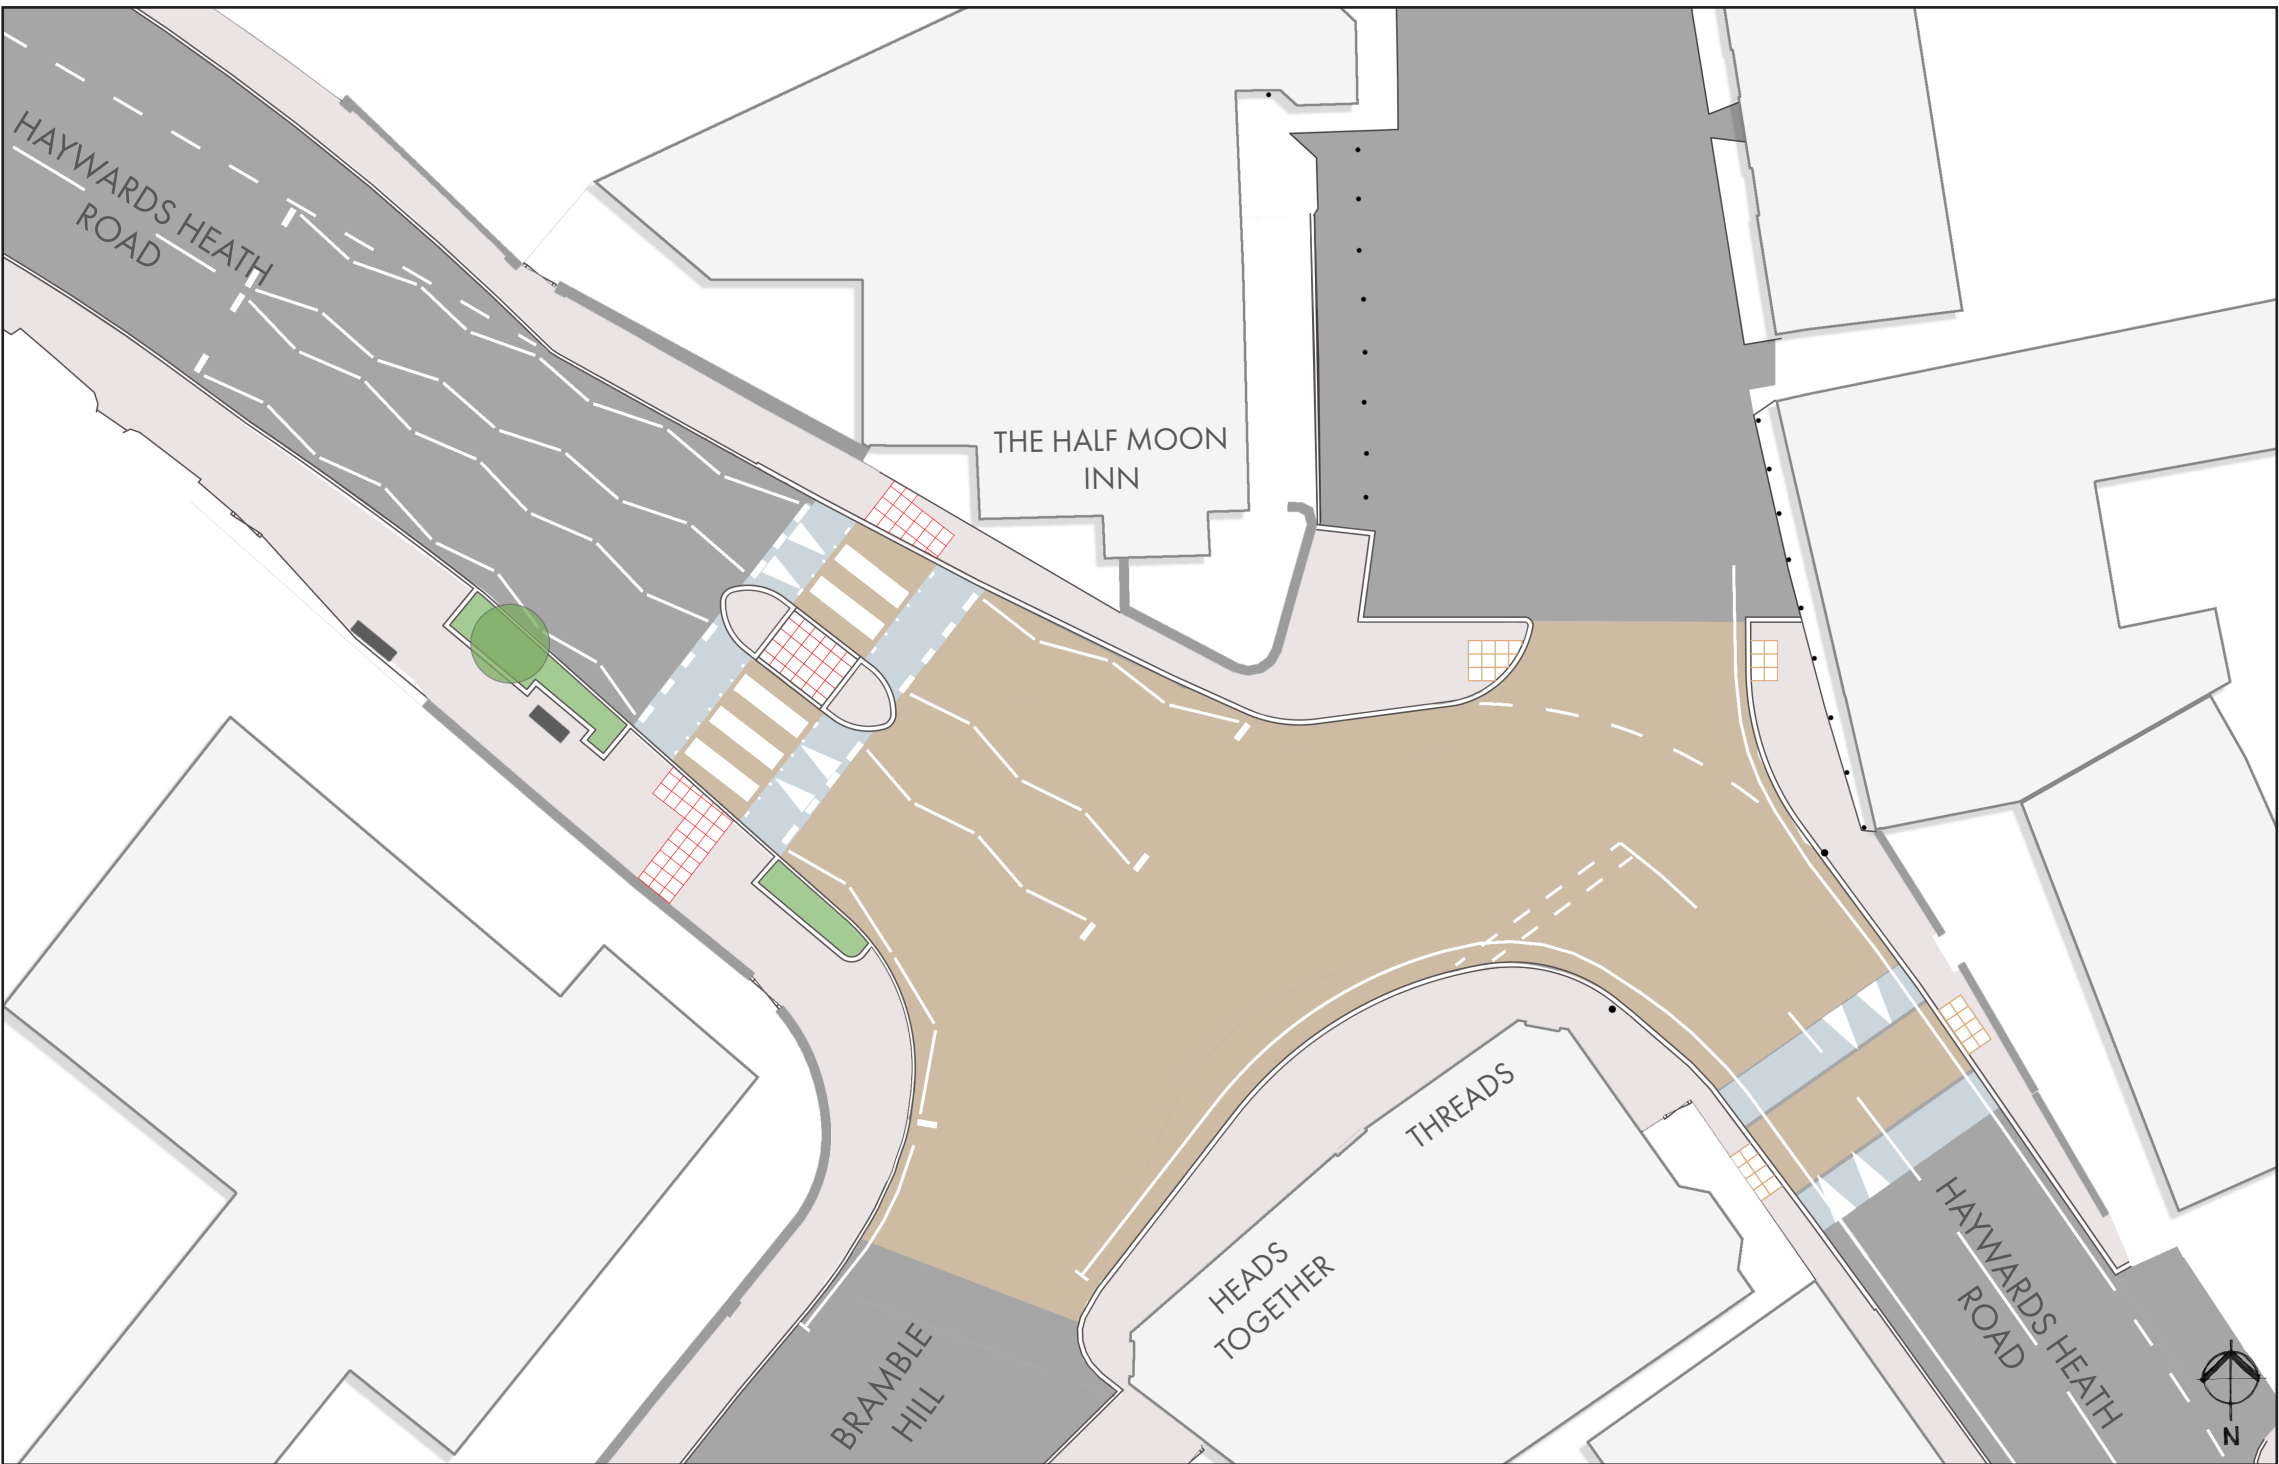 HAYWARDS HEATH
ROAD
THE HALF MOON
INN
THREADS
HEADS
TOGETHER
BRAMBLE
HILL
HAYWARDS HEATH
ROAD
N